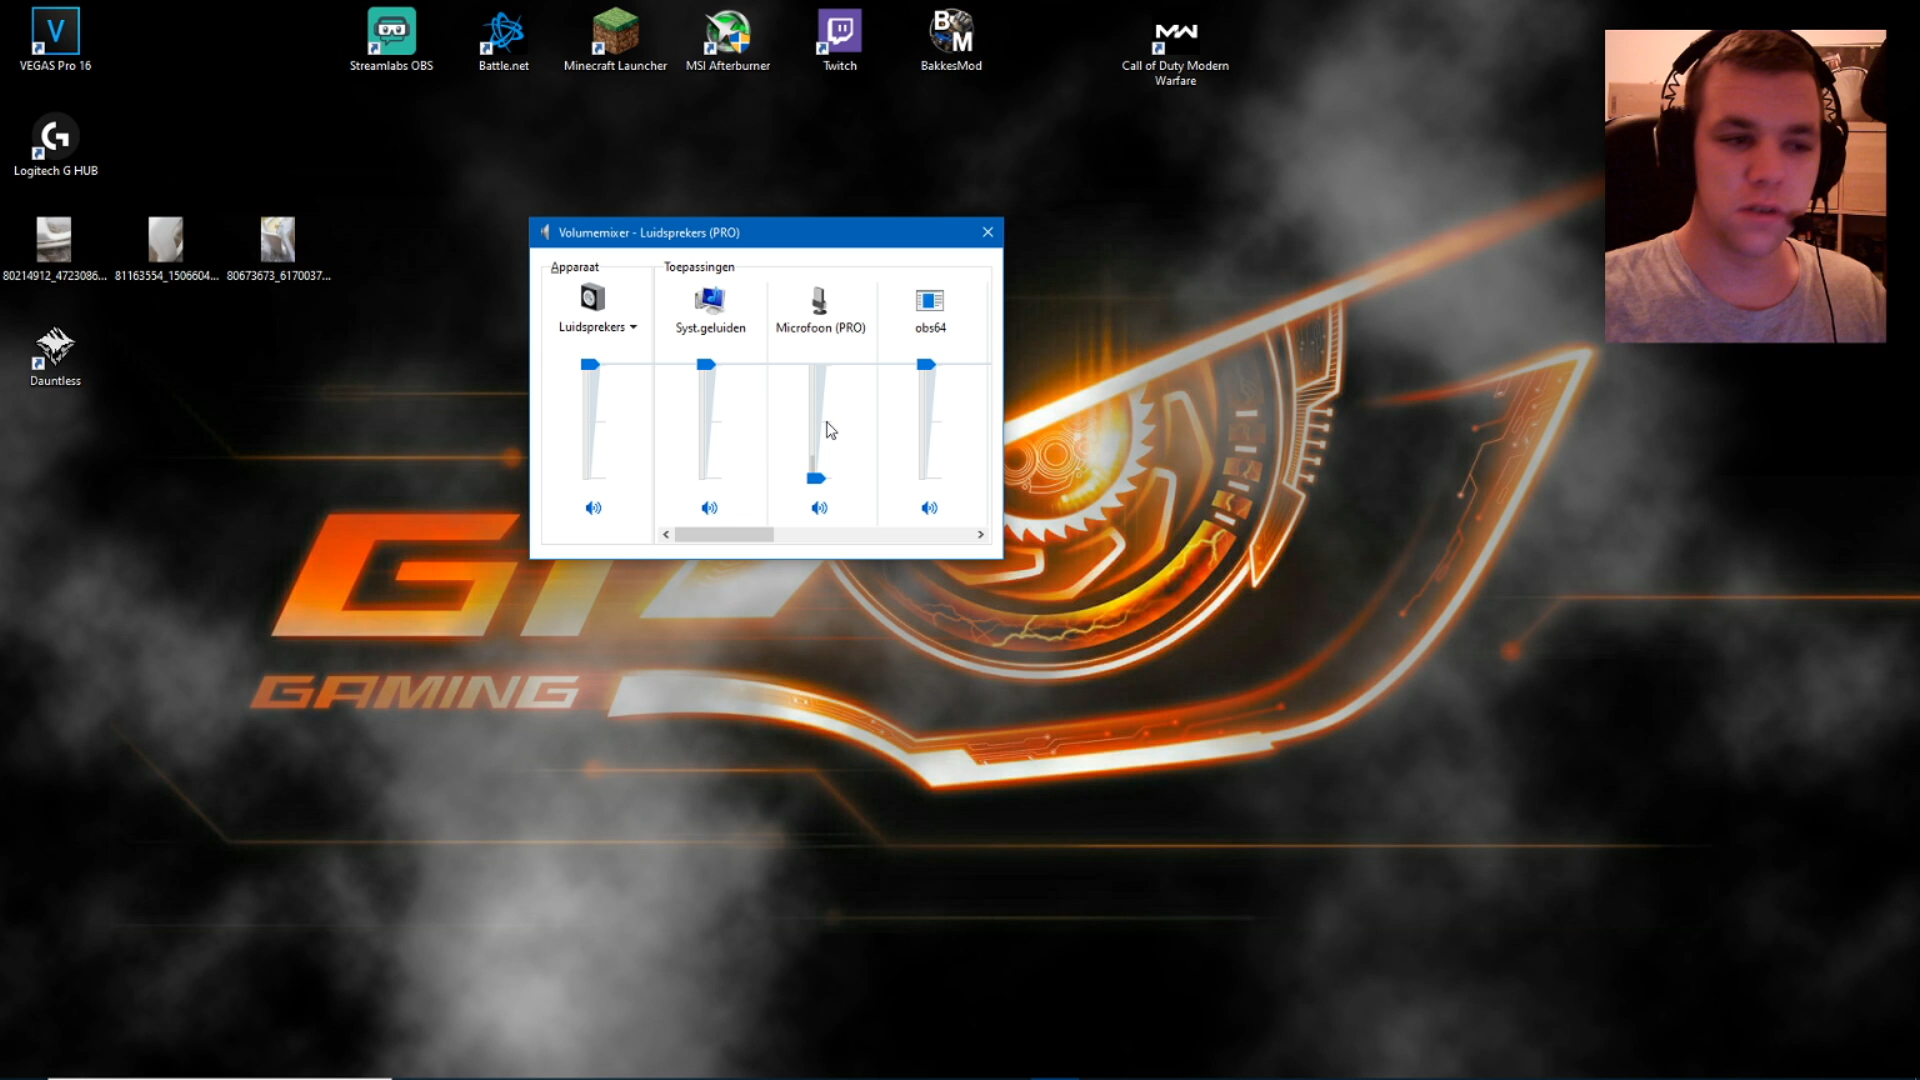 VEGAS Pro 16
Streamlabs OBS
Battle.net
Minecraft Launcher
MSI Afterburner
Twitch
BakkesMod
Call of Duty Modern
Warfare
Logitech G HUB
80214912_4723086...
81163554_1506604...
80673673_6170037...
Dauntless
Volumemixer - Luidsprekers (PRO)
Apparaat
Toepassingen
Luidsprekers
Syst.geluiden
Microfoon (PRO)
obs64
GAMING